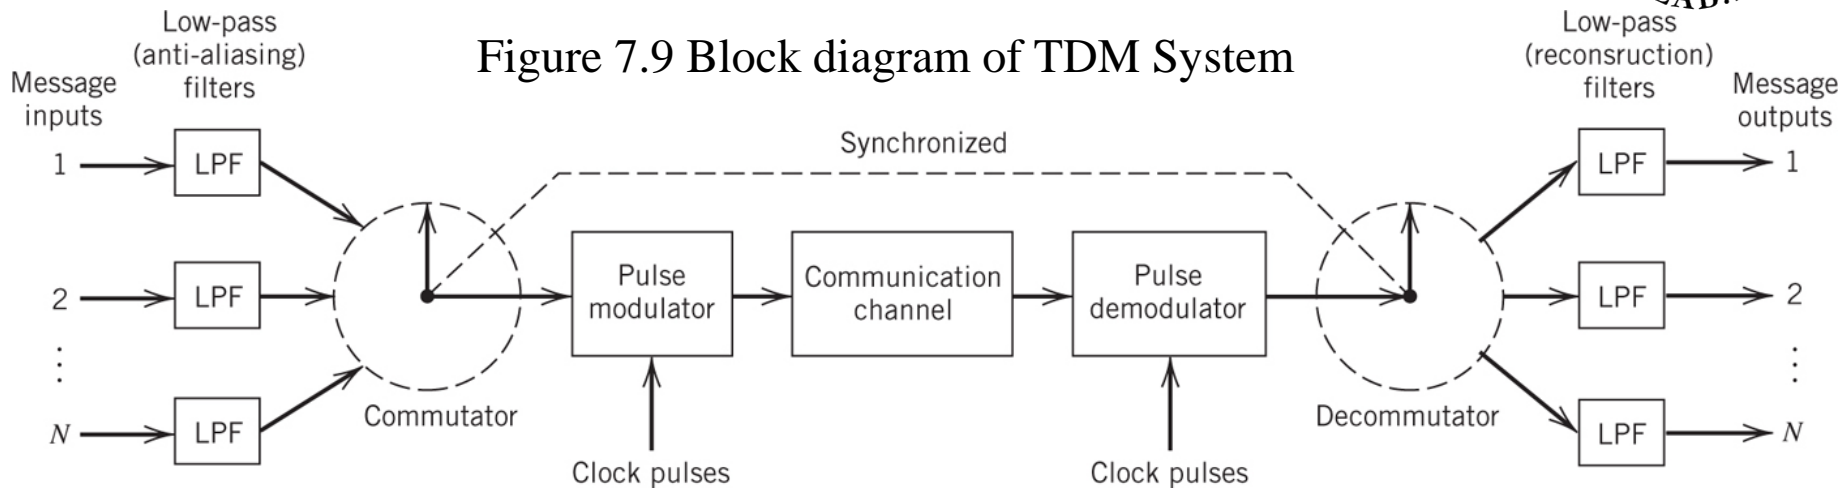 Figure 7.9 Block diagram of TDM System
Low-pass
(anti-aliasing)
filters
Message
inputs
1
LPF
2
LPF
⋮
N
LPF
Commutator
Synchronized
Pulse
modulator
Clock pulses
Communication
channel
Pulse
demodulator
Clock pulses
Decommutator
Low-pass
(reconsruction)
filters
Message
outputs
LPF
1
LPF
2
⋮
LPF
N